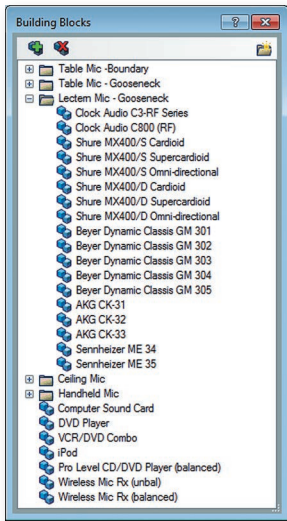 Building Blocks
Table Mic -Boundary
Table Mic - Gooseneck
Lectern Mic - Gooseneck
Clock Audio C3-RF Series
Clock Audio C800 (RF)
Shure MX400/S Cardioid
Shure MX400/S Supercardioid
Shure MX400/S Omni-directional
Shure MX400/D Cardioid
Shure MX400/D Supercardioid
Shure MX400/D Omni-directional
Beyer Dynamic Classis GM 301
Beyer Dynamic Classis GM 302
Beyer Dynamic Classis GM 303
Beyer Dynamic Classis GM 304
Beyer Dynamic Classis GM 305
AKG CK-31
AKG CK-32
AKG CK-33
Sennheizer ME 34
Sennheizer ME 35
Ceiling Mic
Handheld Mic
Computer Sound Card
DVD Player
VCR/DVD Combo
iPod
Pro Level CD/DVD Player (balanced)
Wireless Mic Rx (unbal)
Wireless Mic Rx (balanced)